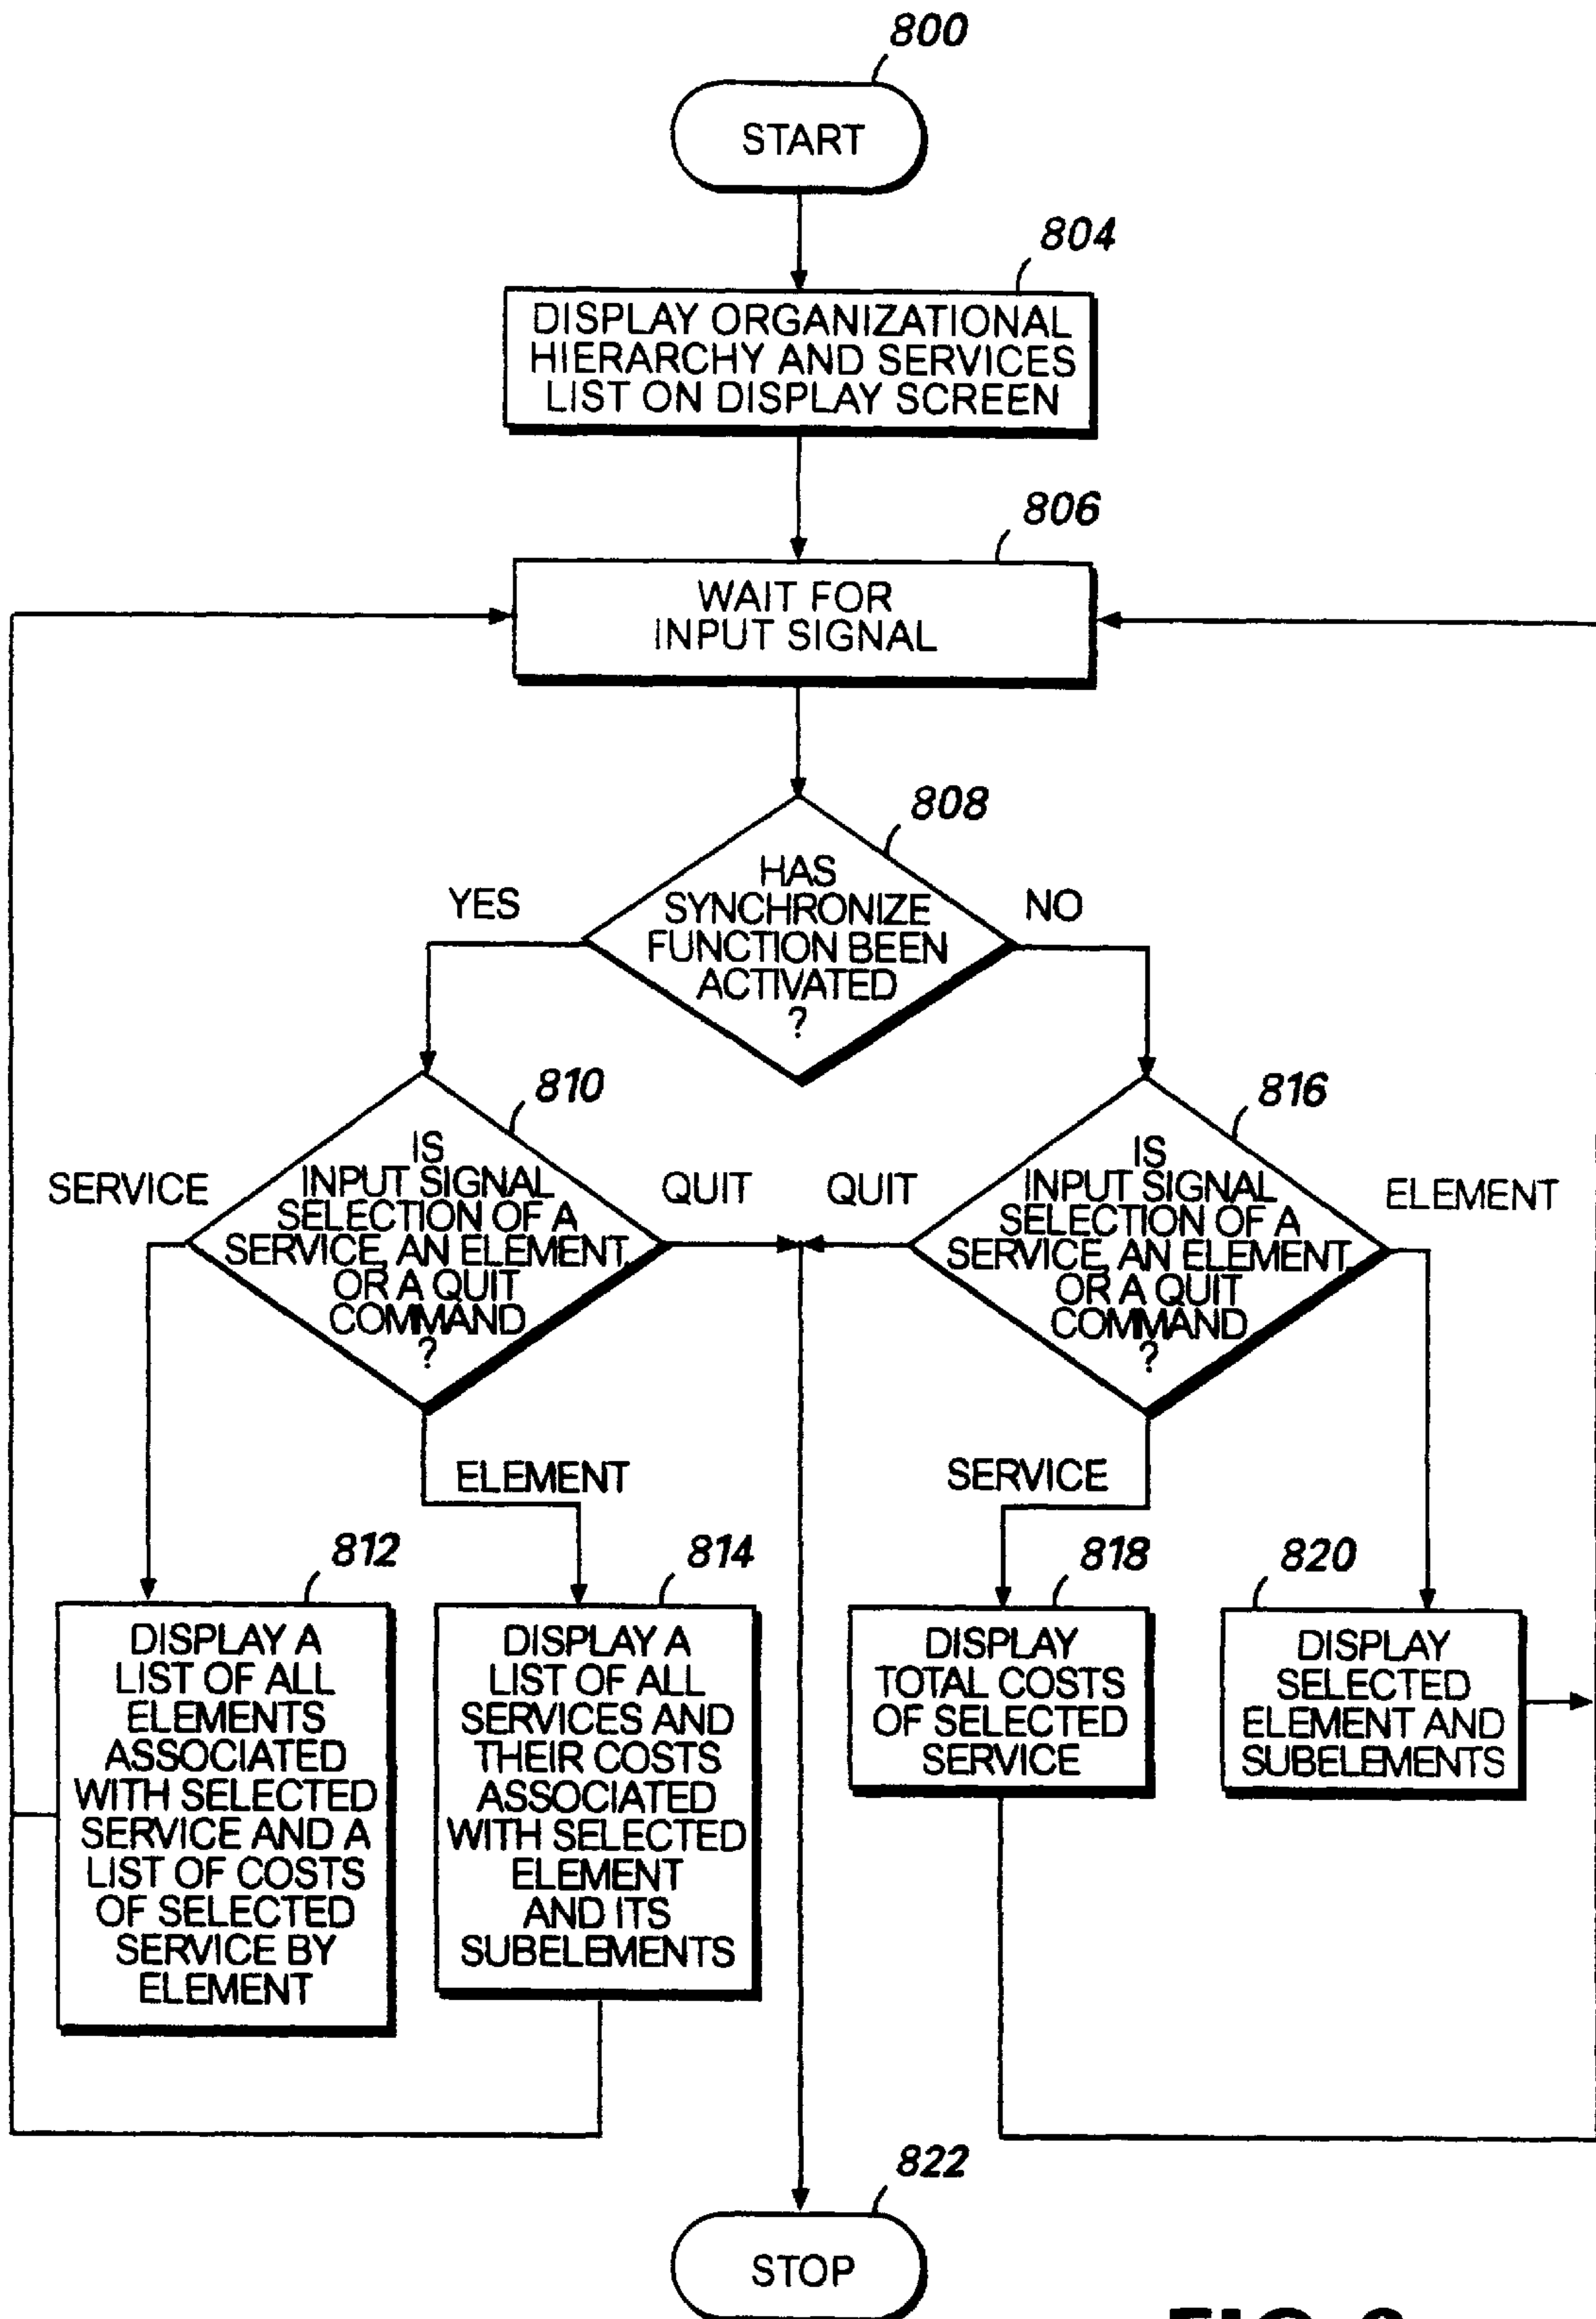 800
START
804
DISPLAY ORGANIZATIONAL
HIERARCHY AND SERVICES
LIST ON DISPLAY SCREEN
806
WAIT FOR
INPUT SIGNAL
808
HAS
SYNCHRONIZE
FUNCTION BEEN
ACTIVATED
?
YES
NO
810
IS
INPUT SIGNAL
SELECTION OF A
SERVICE, AN ELEMENT,
OR A QUIT
COMMAND
?
SERVICE
QUIT
ELEMENT
816
IS
INPUT SIGNAL
SELECTION OF A
SERVICE, AN ELEMENT,
OR A QUIT
COMMAND
?
QUIT
ELEMENT
SERVICE
812
DISPLAY A
LIST OF ALL
ELEMENTS
ASSOCIATED
WITH SELECTED
SERVICE AND A
LIST OF COSTS
OF SELECTED
SERVICE BY
ELEMENT
814
DISPLAY A
LIST OF ALL
SERVICES AND
THEIR COSTS
ASSOCIATED
WITH SELECTED
ELEMENT
AND ITS
SUBELEMENTS
818
DISPLAY
TOTAL COSTS
OF SELECTED
SERVICE
820
DISPLAY
SELECTED
ELEMENT AND
SUBELEMENTS
822
STOP